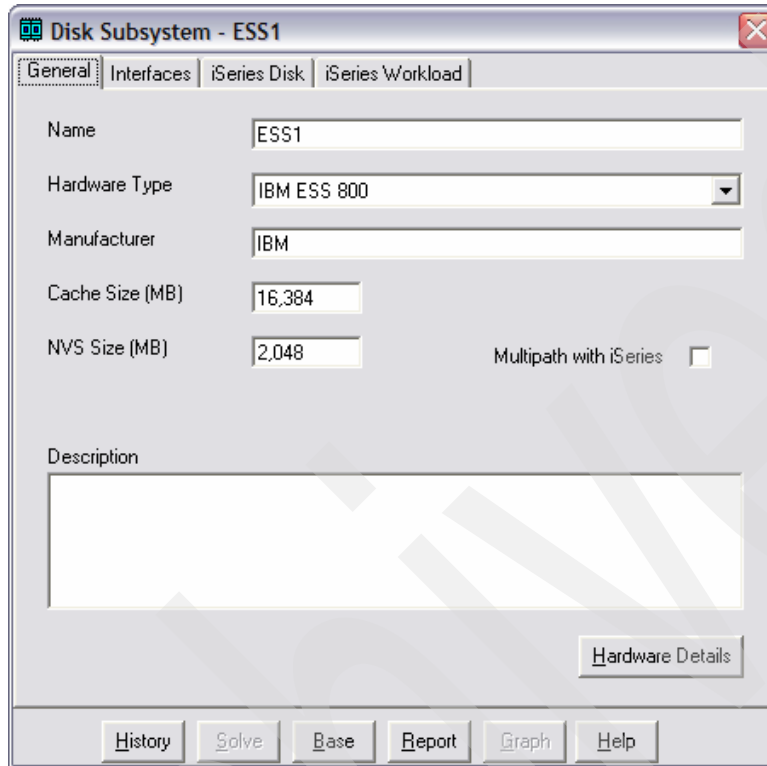 Disk Subsystem - ESS1
General Interfaces iSeries Disk iSeries Workload
Name ESS1
Hardware Type IBM ESS 800
Manufacturer IBM
Cache Size (MB) 16,384
NVS Size (MB) 2,048 Multipath with iSeries
Description
Hardware Details
History Solve Base Report Graph Help